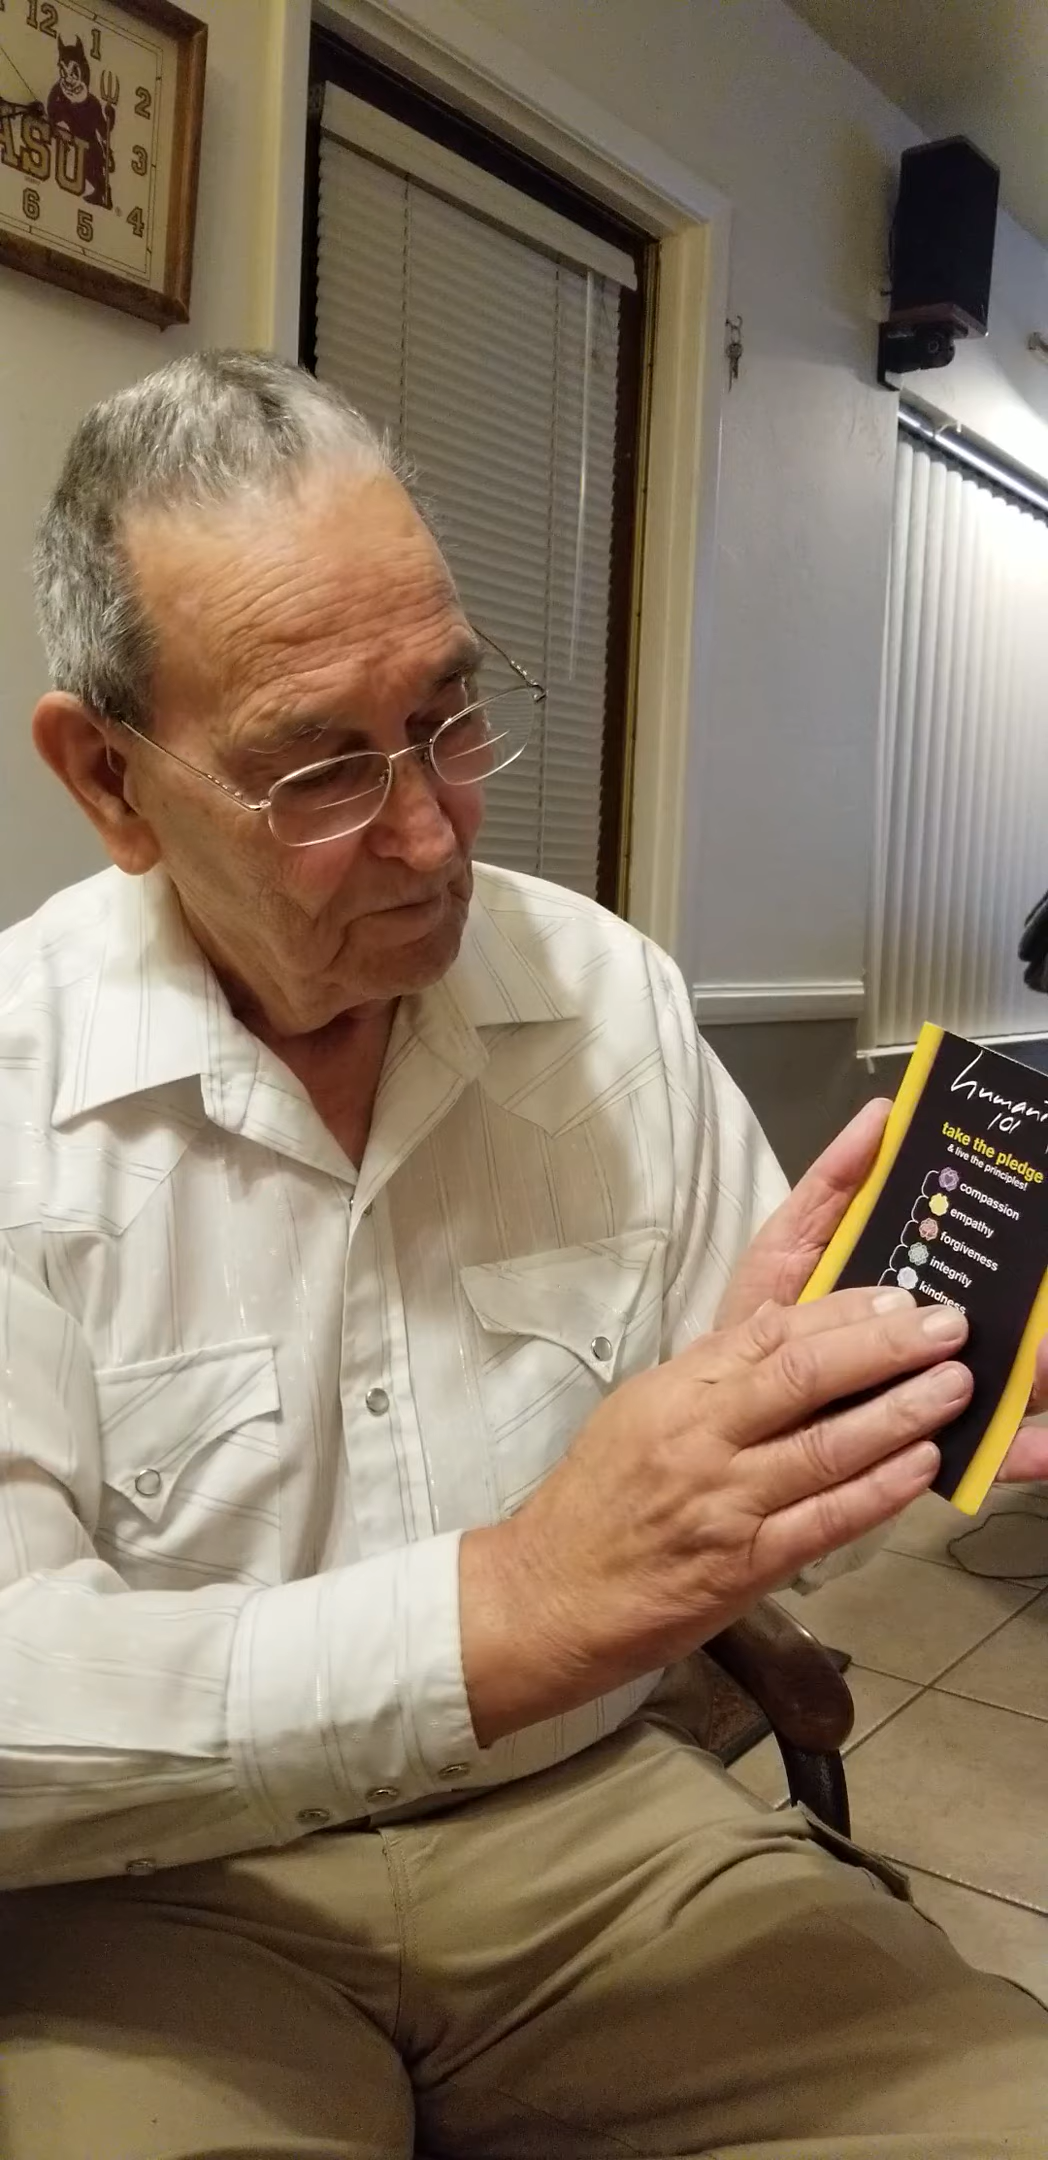 12
1
2
3
4
5
6
ASU
humani
101
take the pledge
& live the principles!
compassion
empathy
forgiveness
integrity
kindness